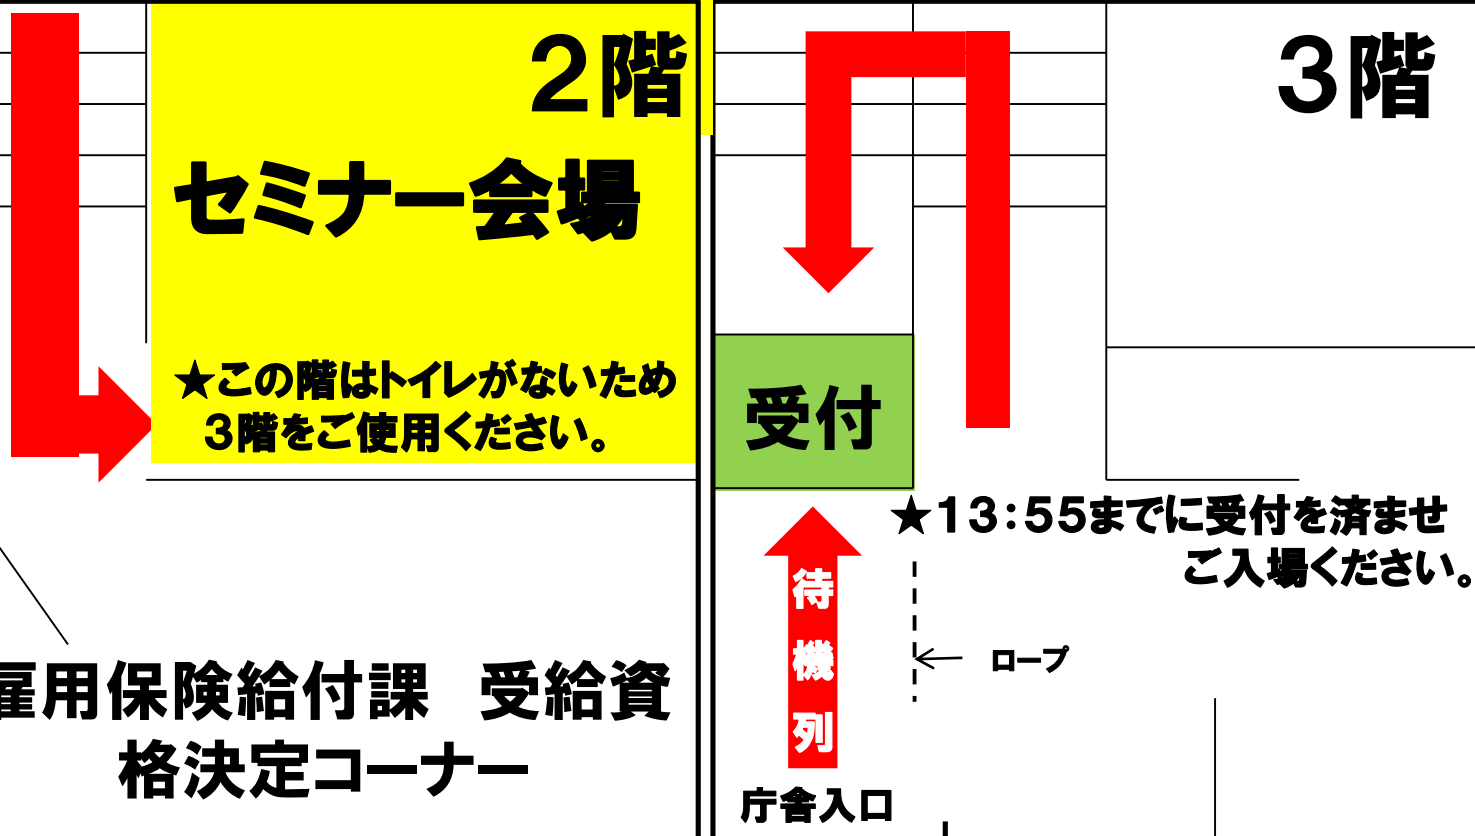 2階
セミナー会場
★この階はトイレがないため
3階をご使用ください。
雇用保険給付課　受給資
格決定コーナー
3階
受付
★13:55までに受付を済ませ
ご入場ください。
待
機
列
ロープ
庁舎入口